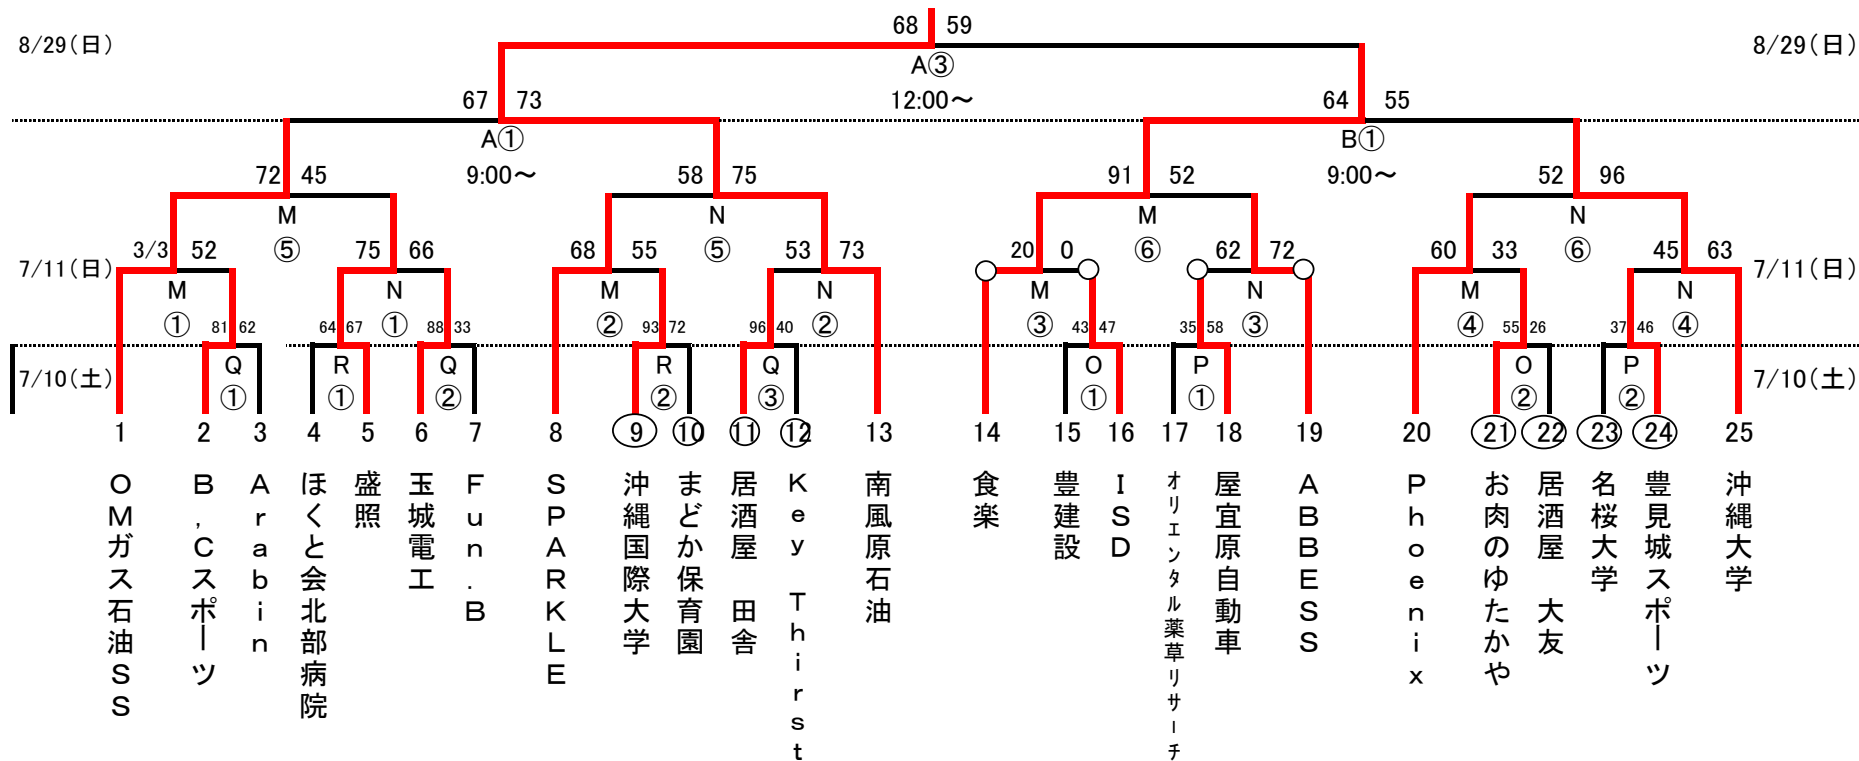 68 59
8/29(日) 8/29(日)
A③
67 73 12:00～ 64 55
A① B①
72 45 9:00～ 58 75 91 52 9:00～ 52 96
M N M N
3/3 52 ⑤ 75 66 68 55 ⑤ 53 73 20 0 ⑥ 62 72 60 33 ⑥ 45 63
7/11(日) 7/11(日)
M N M N M N M N
① 81 62 64 67 ① 88 33 ② 93 72 96 40 ② ③ 43 47 35 58 ③ ④ 55 26 37 46 ④
7/10(土) Q R Q R Q O P O P 7/10(土)
① ① ② ② ③ ① ① ② ②
1 2 3 4 5 6 7 8 9 10 11 12 13 14 15 16 17 18 19 20 21 22 23 24 25
OMガス石油SS
B,Cスポーツ
Arabin
ほくと会北部病院
盛照
玉城電工
Fun.B
SPARKLE
沖縄国際大学
まどか保育園
居酒屋 田舎
Key Thirst
南風原石油
食楽
豊建設
ISD
オリエンタル薬草リサーチ
屋宜原自動車
ABBESS
Phoenix
お肉のゆたかや
居酒屋 大友
名桜大学
豊見城スポーツ
沖縄大学